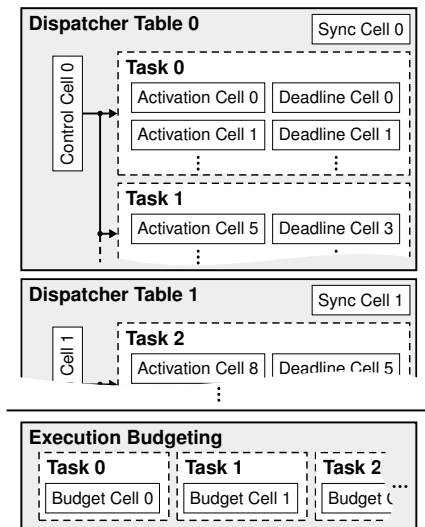 Dispatcher Table 0
Sync Cell 0
Control Cell 0
Task 0
Activation Cell 0 Deadline Cell 0
Activation Cell 1 Deadline Cell 1
Task 1
Activation Cell 5 Deadline Cell 3
Dispatcher Table 1
Sync Cell 1
Cell 1
Task 2
Activation Cell 8 Deadline Cell 5
Execution Budgeting
Task 0 Task 1 Task 2
Budget Cell 0 Budget Cell 1 Budget
...